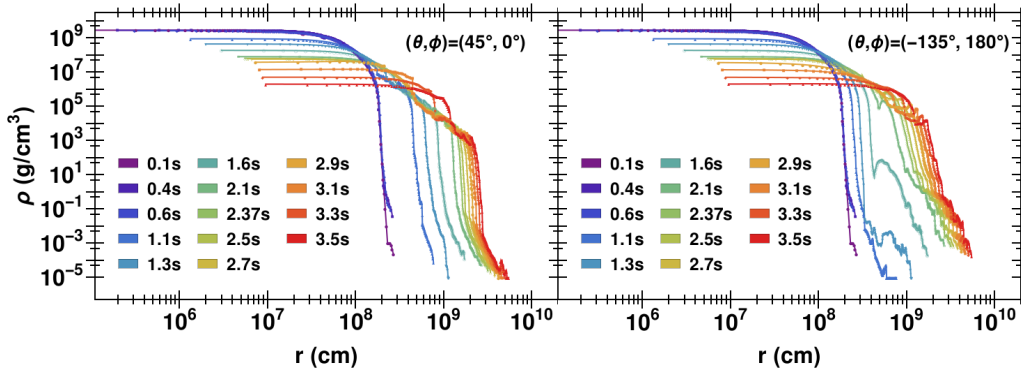 ρ (g/cm³)
10⁹
10⁷
10⁵
10³
10¹
10⁻¹
10⁻³
10⁻⁵
(θ,ϕ)=(45°, 0°)
0.1s 1.6s 2.9s
0.4s 2.1s 3.1s
0.6s 2.37s 3.3s
1.1s 2.5s 3.5s
1.3s 2.7s
10⁶ 10⁷ 10⁸ 10⁹ 10¹⁰
r (cm)
(θ,ϕ)=(−135°, 180°)
0.1s 1.6s 2.9s
0.4s 2.1s 3.1s
0.6s 2.37s 3.3s
1.1s 2.5s 3.5s
1.3s 2.7s
10⁶ 10⁷ 10⁸ 10⁹ 10¹⁰
r (cm)